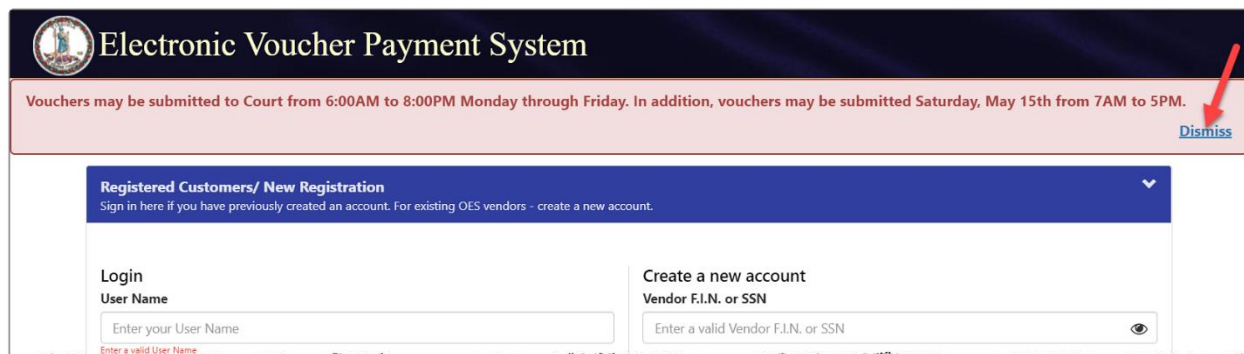 Electronic Voucher Payment System
Vouchers may be submitted to Court from 6:00AM to 8:00PM Monday through Friday. In addition, vouchers may be submitted Saturday, May 15th from 7AM to 5PM.
Dismiss
Registered Customers/ New Registration
Sign in here if you have previously created an account. For existing OES vendors - create a new account.
Login
User Name
Enter your User Name
Enter a valid User Name
Create a new account
Vendor F.I.N. or SSN
Enter a valid Vendor F.I.N. or SSN